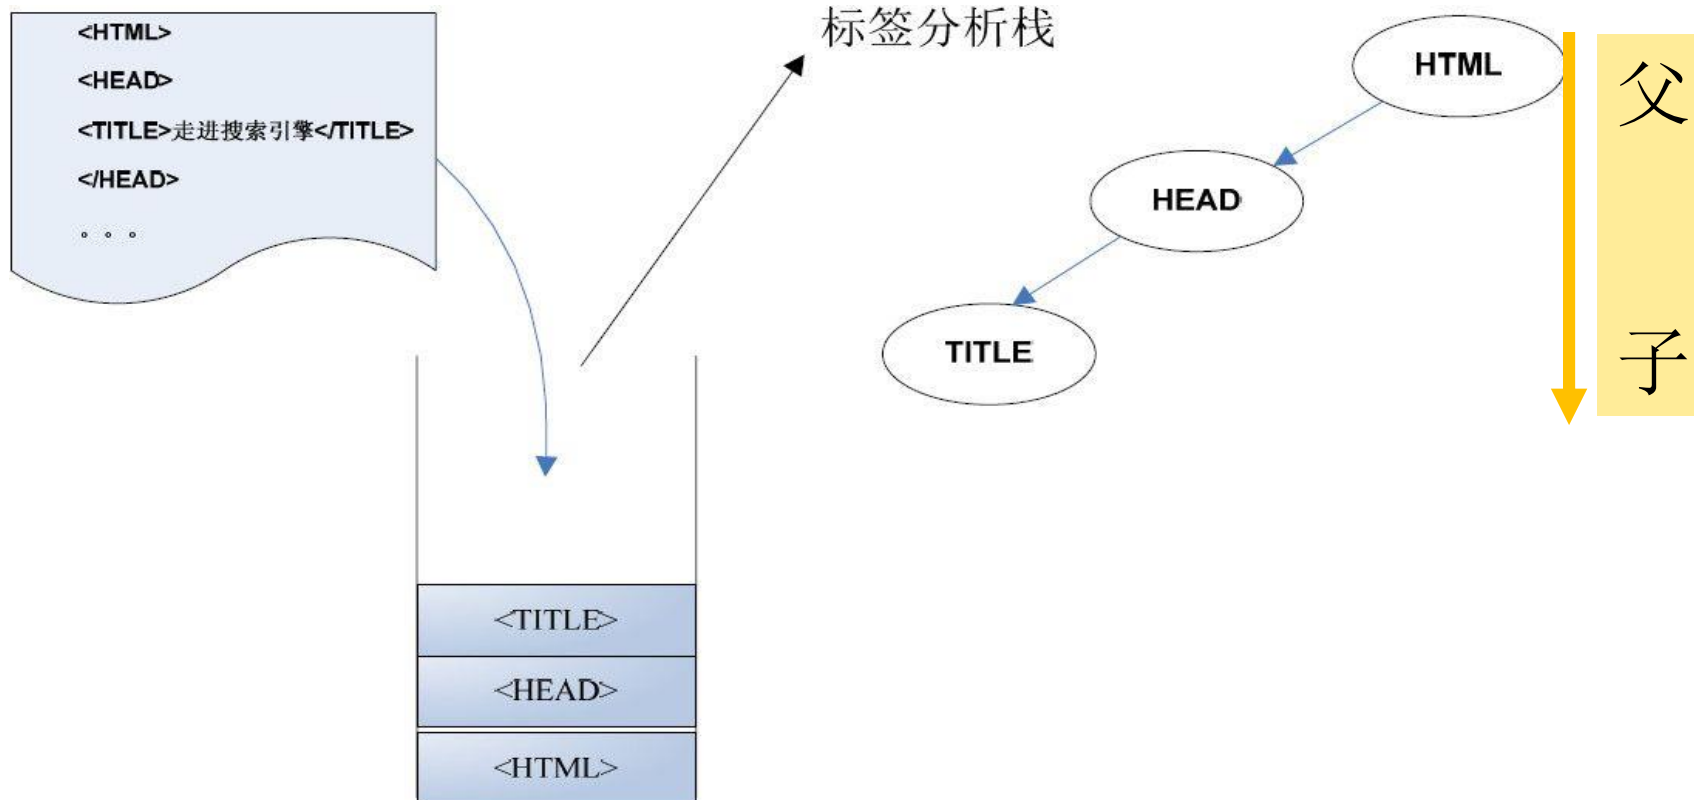 <HTML>
<HEAD>
<TITLE>走进搜索引擎</TITLE>
</HEAD>
。。。
标签分析栈
HTML
HEAD
TITLE
父
子
<TITLE>
<HEAD>
<HTML>